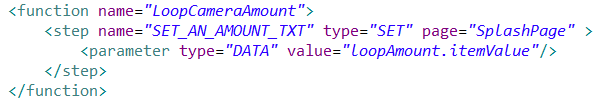 <function name="LoopCameraAmount">
    <step name="SET_AN_AMOUNT_TXT" type="SET" page="SplashPage" >
        <parameter type="DATA" value="loopAmount.itemValue"/>
    </step>
</function>